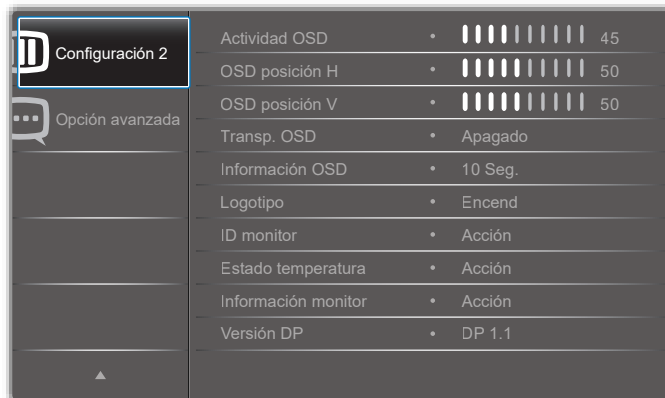 Configuración 2
Opción avanzada
Actividad OSD • 45
OSD posición H • 50
OSD posición V • 50
Transp. OSD • Apagado
Información OSD • 10 Seg.
Logotipo • Encend
ID monitor • Acción
Estado temperatura • Acción
Información monitor • Acción
Versión DP • DP 1.1